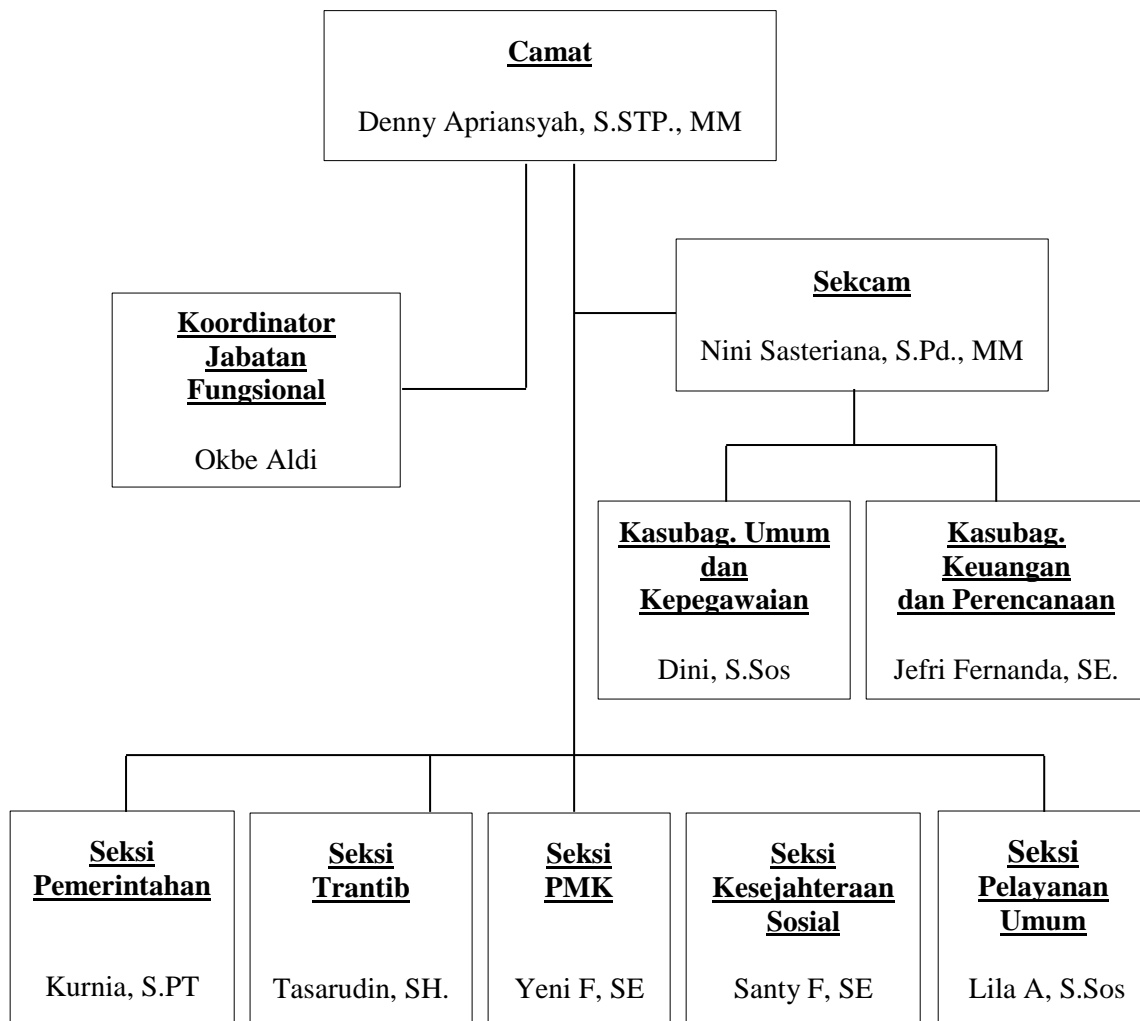 Camat
Denny Apriansyah, S.STP., MM
Sekcam
Nini Sasteriana, S.Pd., MM
Koordinator
Jabatan
Fungsional
Okbe Aldi
Kasubag. Umum
dan
Kepegawaian
Dini, S.Sos
Kasubag.
Keuangan
dan Perencanaan
Jefri Fernanda, SE.
Seksi
Pemerintahan
Kurnia, S.PT
Seksi
Trantib
Tasarudin, SH.
Seksi
PMK
Yeni F, SE
Seksi
Kesejahteraan
Sosial
Santy F, SE
Seksi
Pelayanan
Umum
Lila A, S.Sos